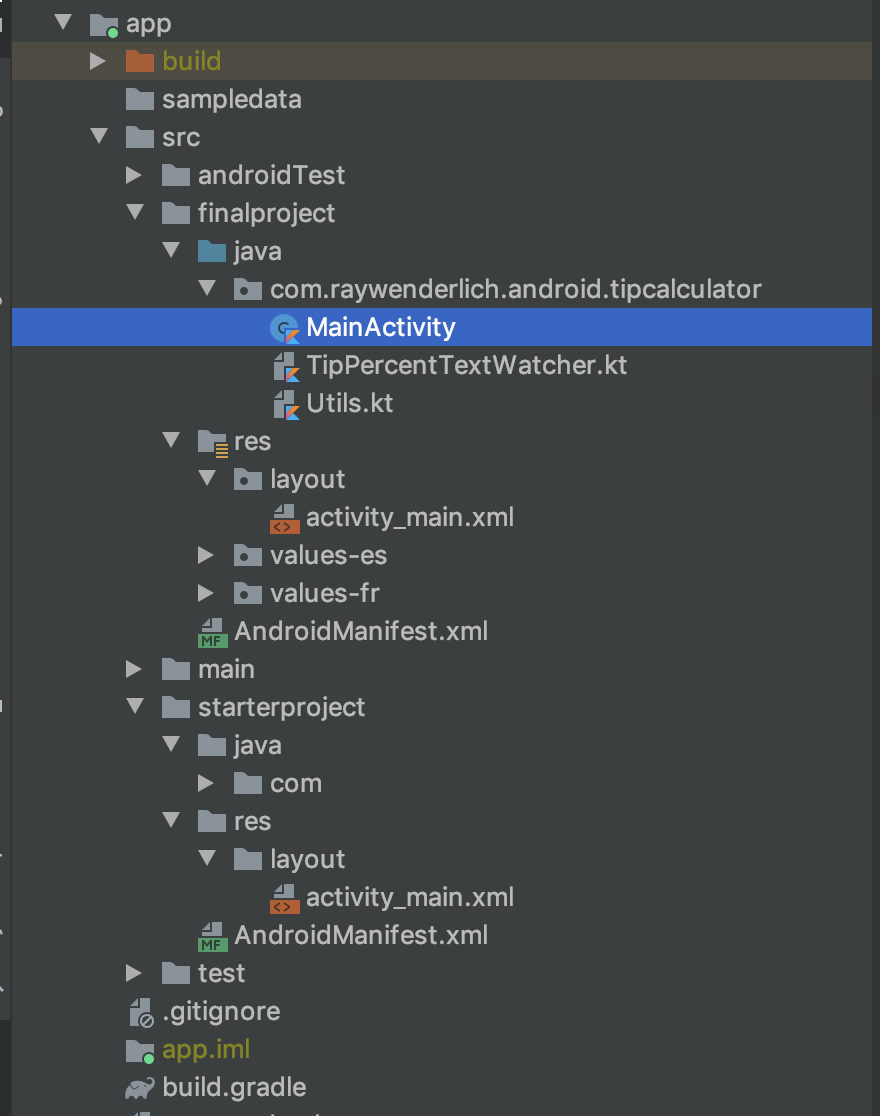 app
build
sampledata
src
androidTest
finalproject
java
com.raywenderlich.android.tipcalculator
MainActivity
TipPercentTextWatcher.kt
Utils.kt
res
layout
activity_main.xml
values-es
values-fr
AndroidManifest.xml
main
starterproject
java
com
res
layout
activity_main.xml
AndroidManifest.xml
test
.gitignore
app.iml
build.gradle